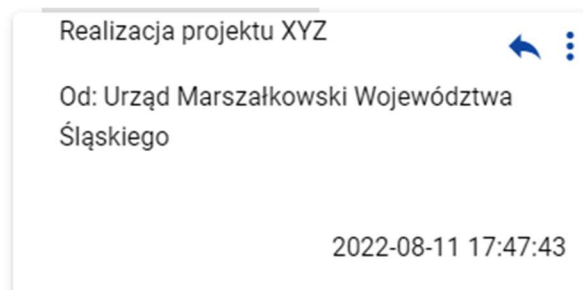 Realizacja projektu XYZ
Od: Urząd Marszałkowski Województwa
Śląskiego
2022-08-11 17:47:43